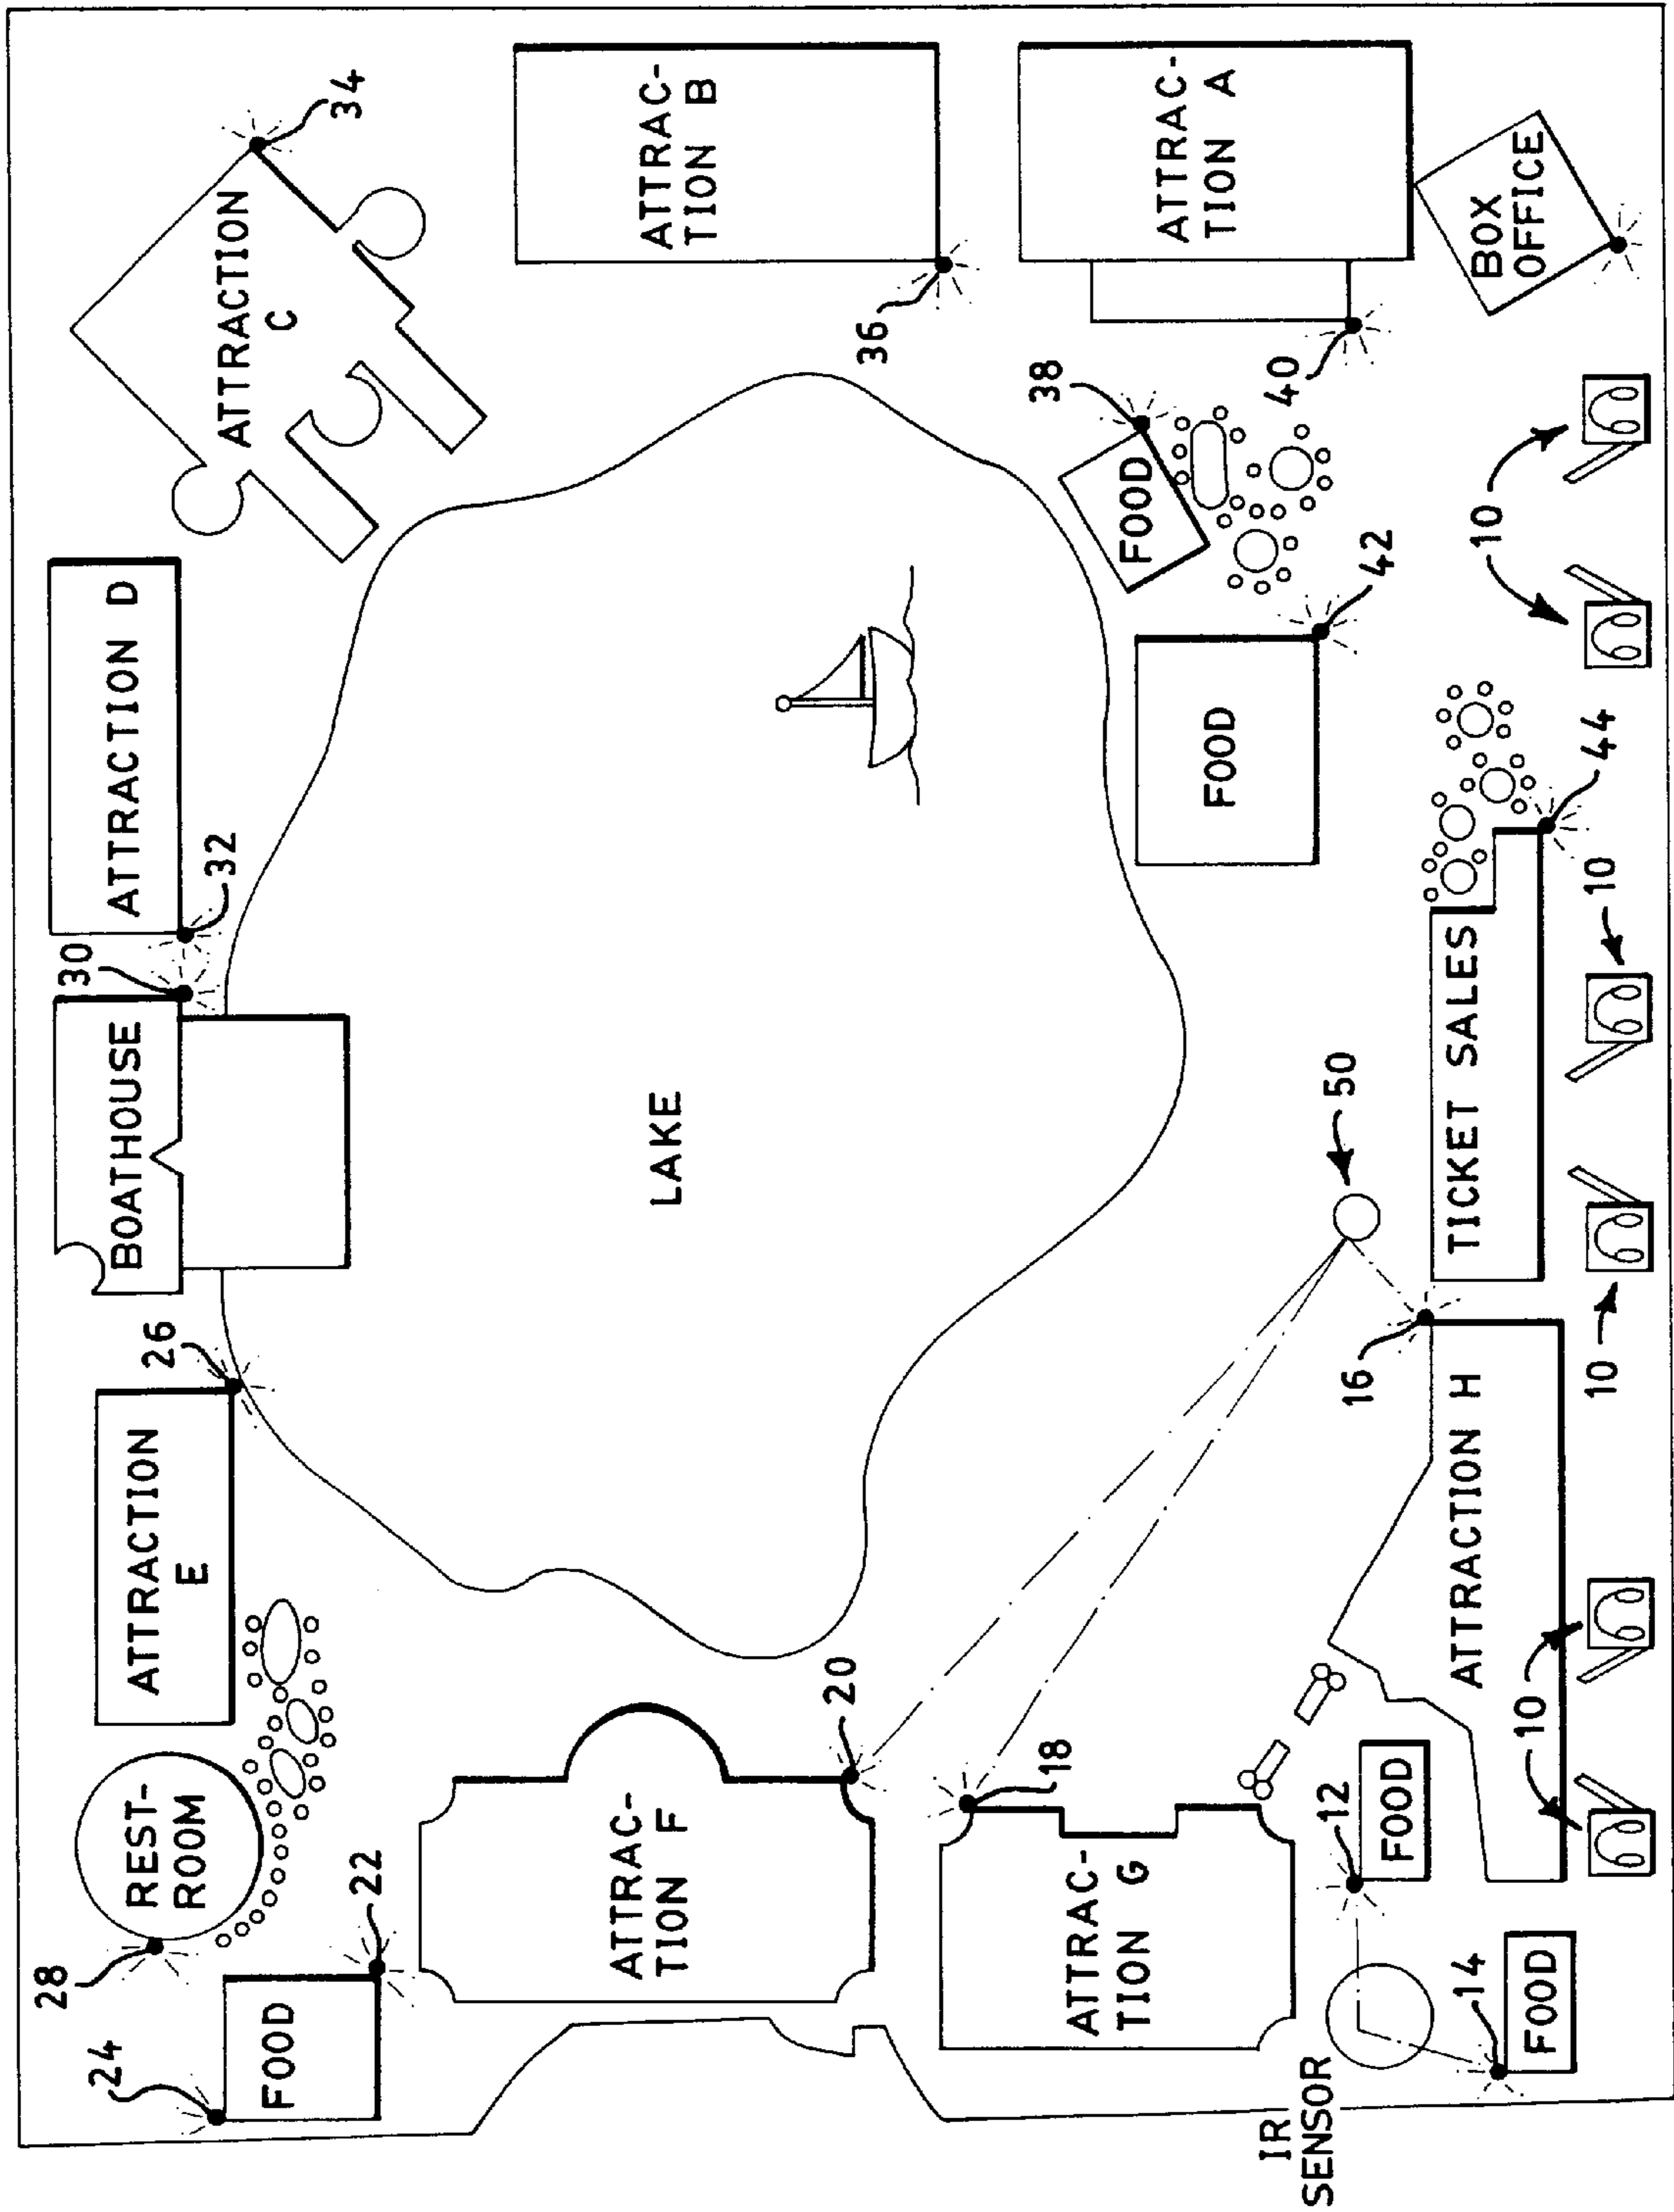 28
30
24
REST-
ROOM
ATTRACTION
E
26
BOATHOUSE
ATTRACTION D
32
ATTRACTION
C
34
FOOD
22
ATTRAC-
TION F
LAKE
ATTRAC-
TION B
20
36
18
38
ATTRAC-
TION G
FOOD
FOOD
ATTRAC-
TION A
IR
SENSOR
40
12
50
16
42
FOOD
14
ATTRACTION H
TICKET SALES
10
BOX
OFFICE
FOOD
10
10
10
44